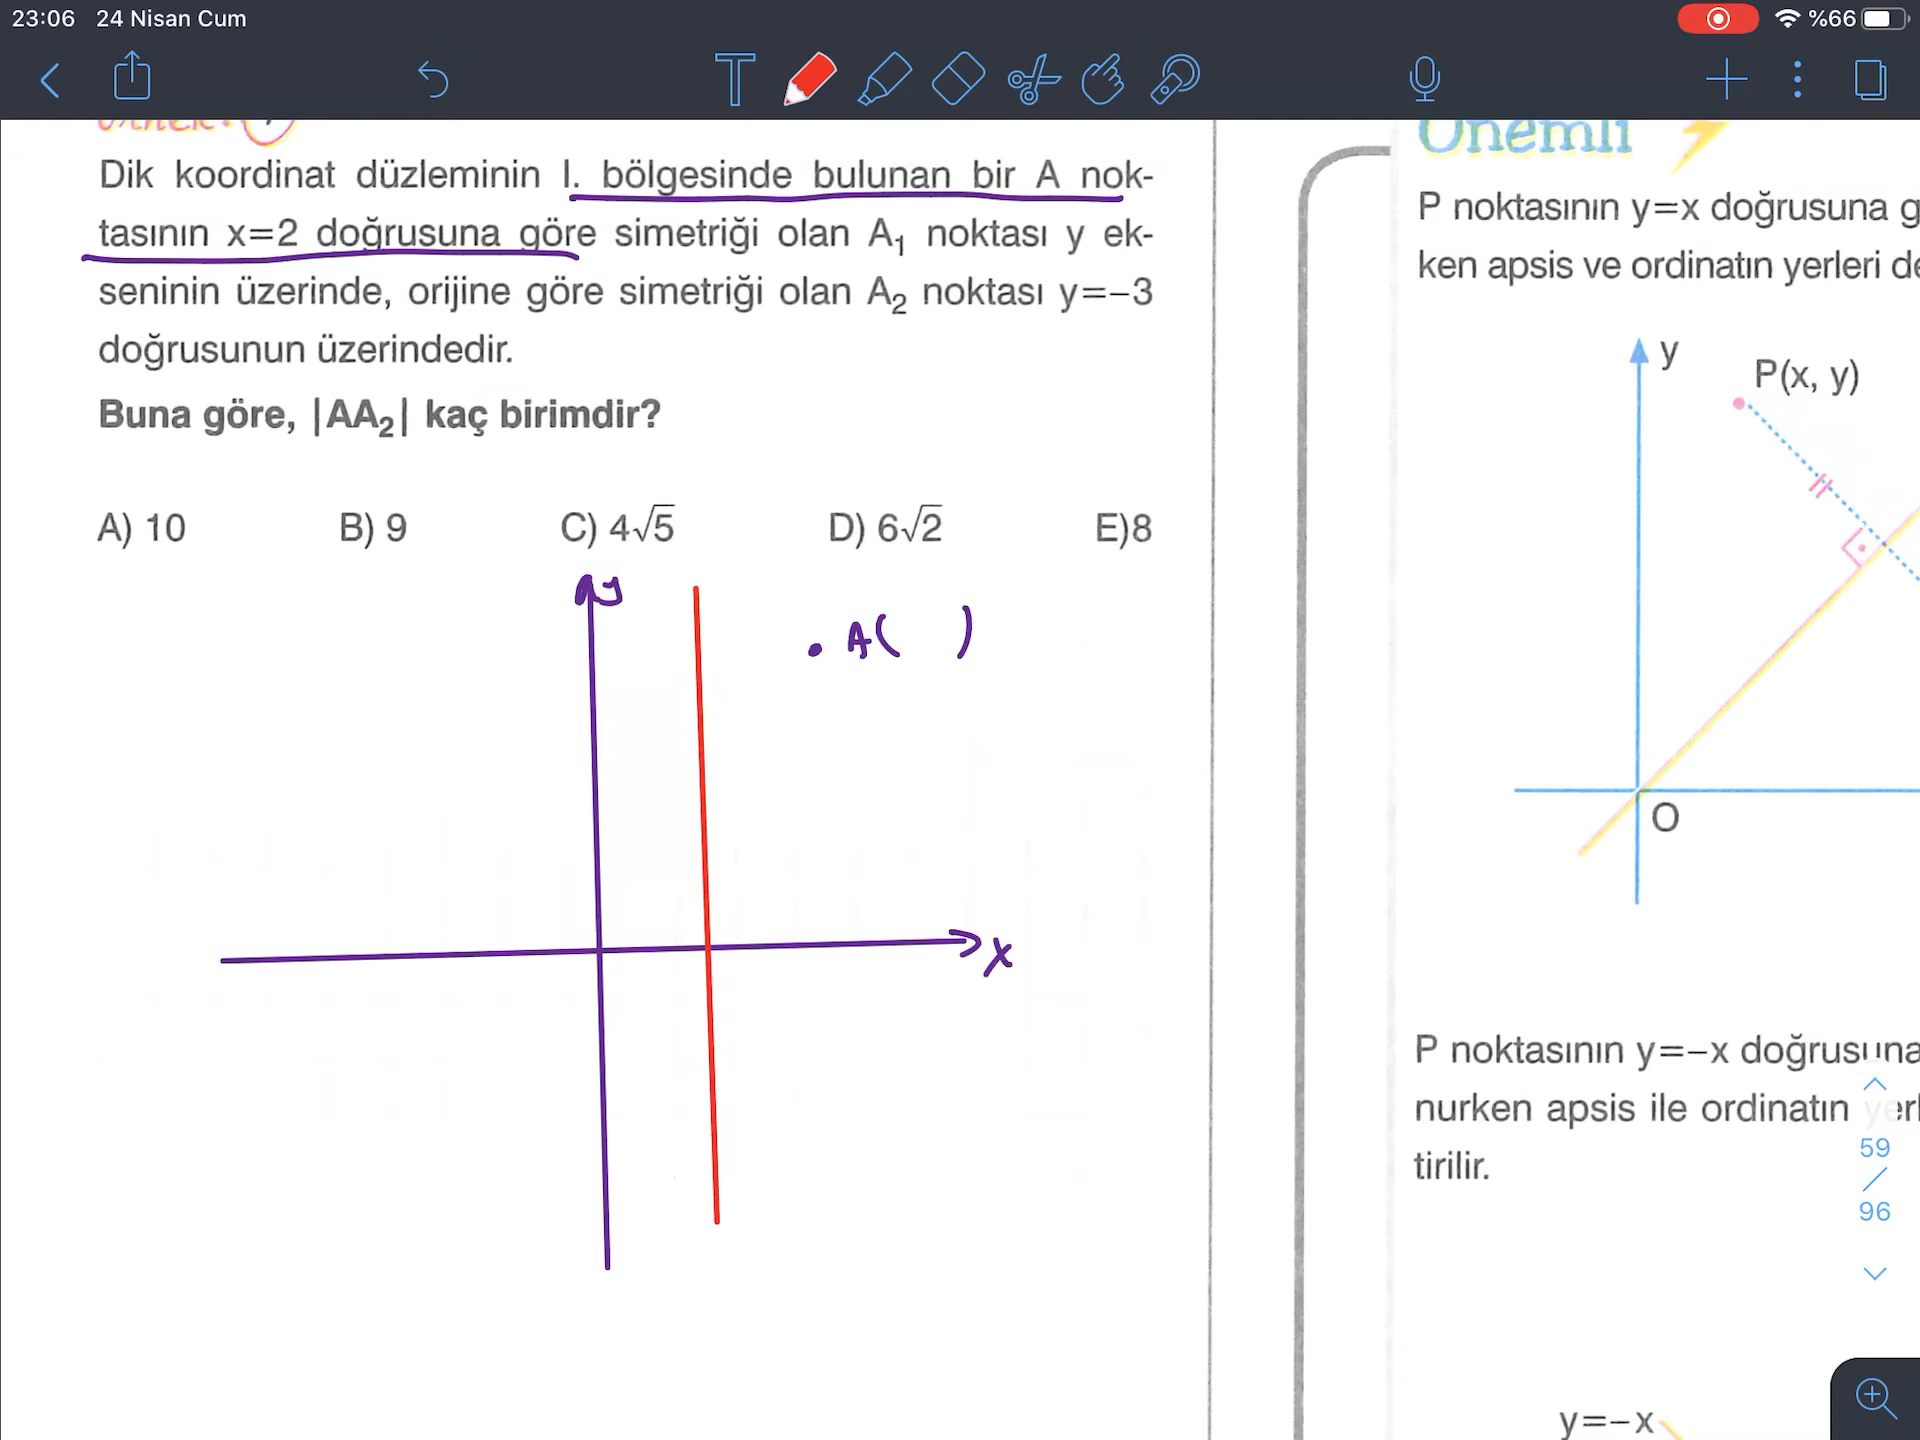 23:06 24 Nisan Cum
%66
Örnek:
Dik koordinat düzleminin I. bölgesinde bulunan bir A nok-
tasının x=2 doğrusuna göre simetriği olan A₁ noktası y ek-
seninin üzerinde, orijine göre simetriği olan A₂ noktası y=−3
doğrusunun üzerindedir.
Buna göre, |AA₂| kaç birimdir?
A) 10 B) 9 C) 4√5 D) 6√2 E)8
y
A( )
x
Önemli
P noktasının y=x doğrusuna g
ken apsis ve ordinatın yerleri de
y
P(x, y)
O
P noktasının y=−x doğrusuna
nurken apsis ile ordinatın yerl
tirilir.
59
/
96
y=−x